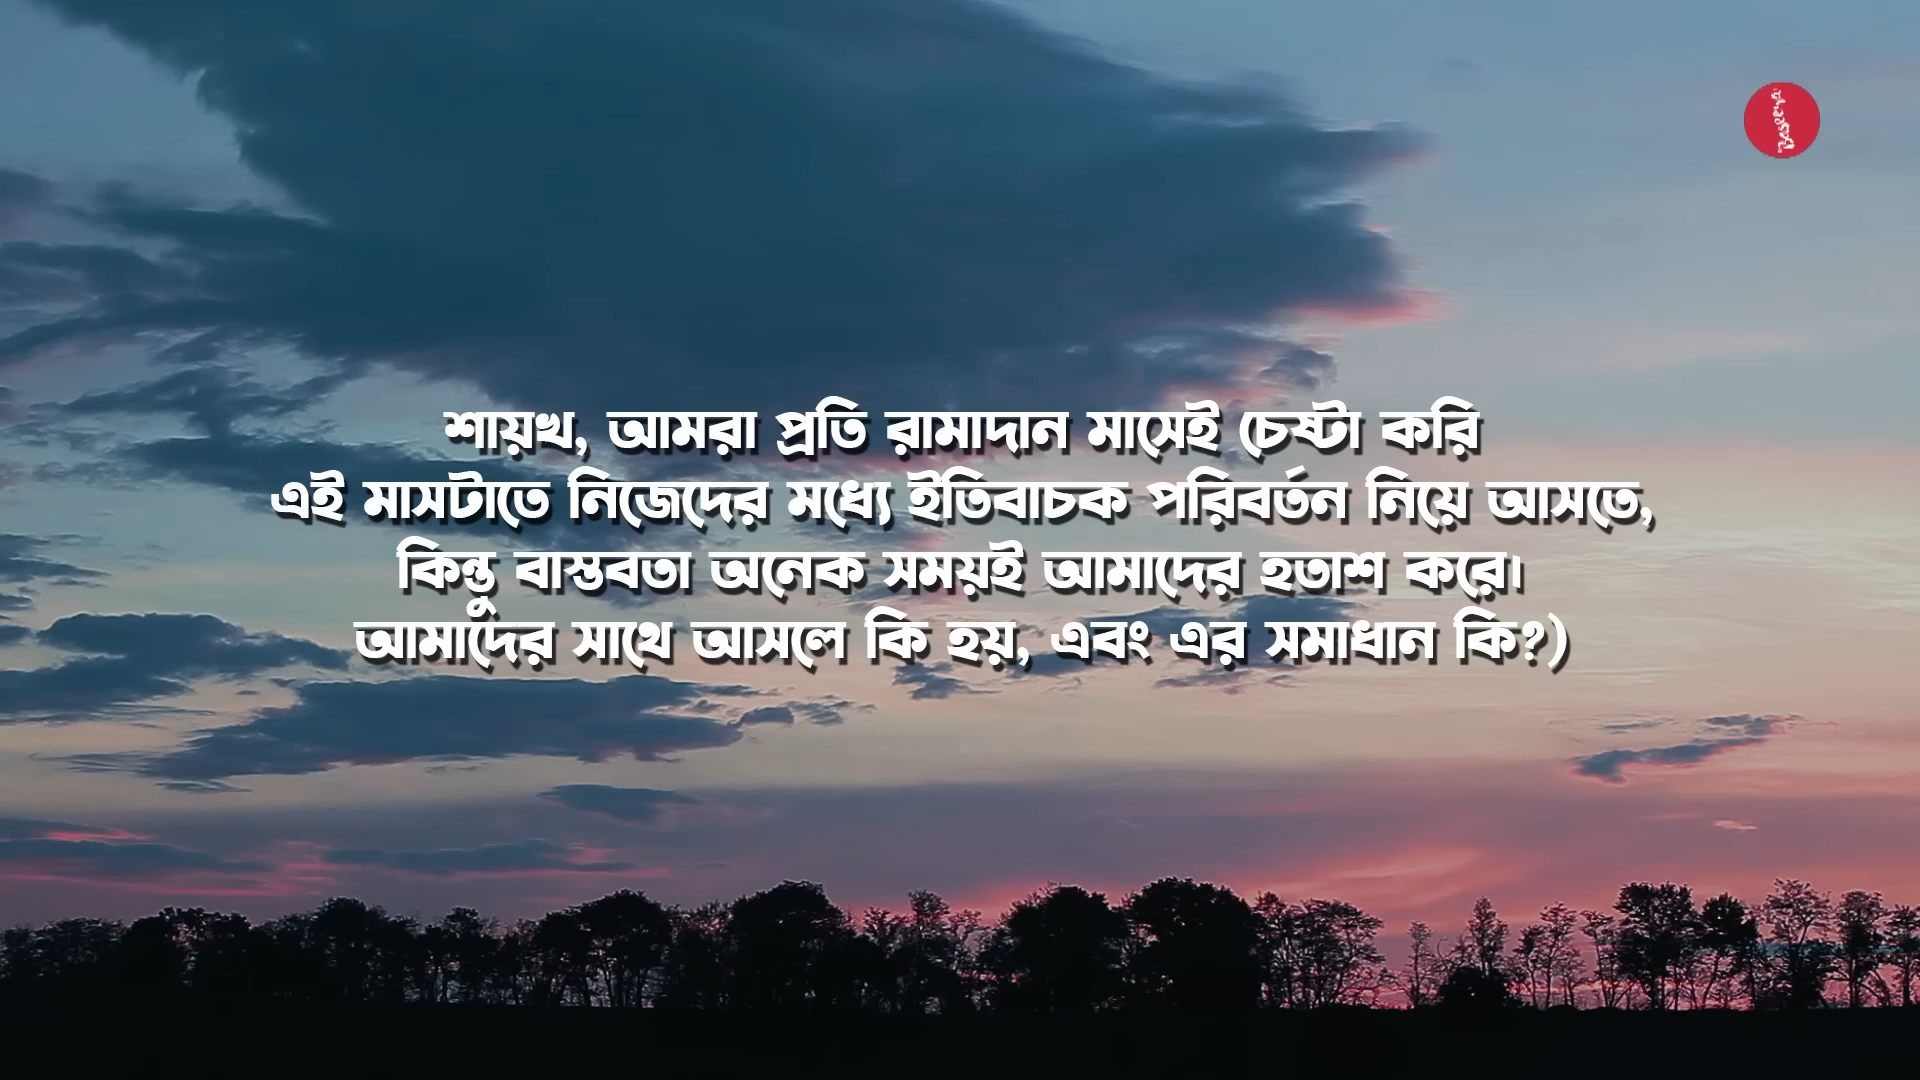 শায়খ, আমরা প্রতি রামাদান মাসেই চেষ্টা করি
এই মাসটাতে নিজেদের মধ্যে ইতিবাচক পরিবর্তন নিয়ে আসতে,
কিন্তু বাস্তবতা অনেক সময়ই আমাদের হতাশ করে।
আমাদের সাথে আসলে কি হয়, এবং এর সমাধান কি?)
Baseera